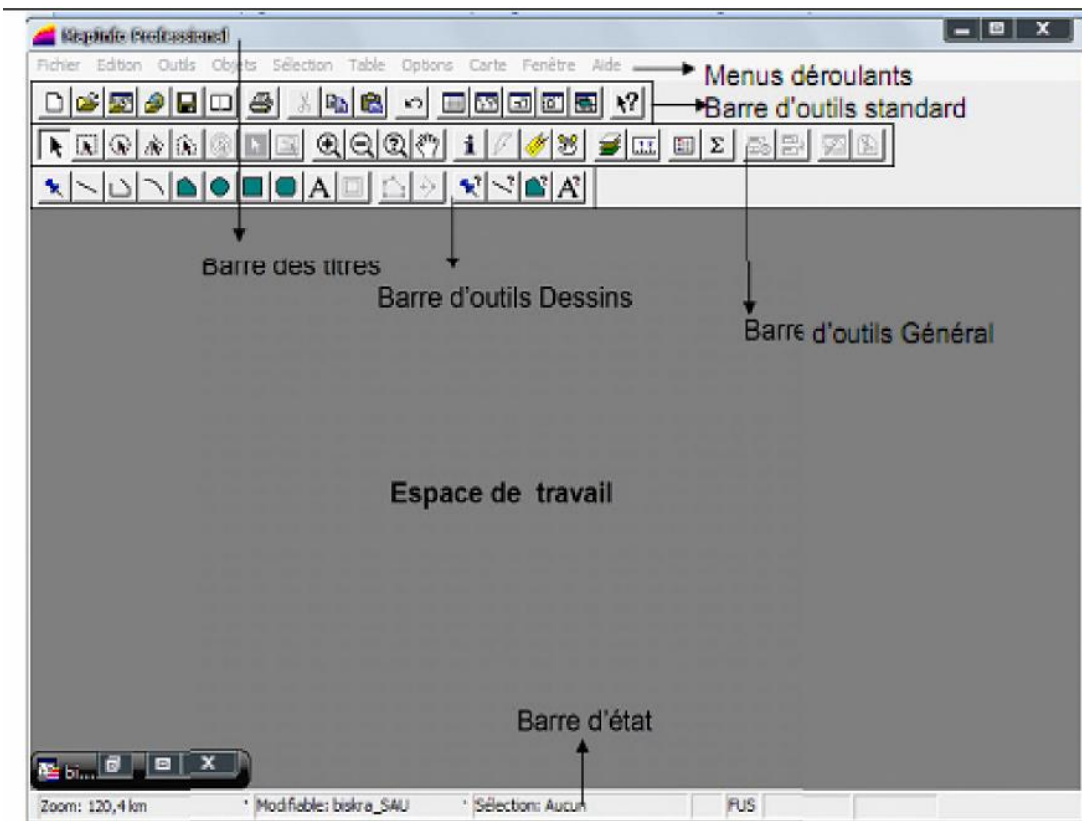 MapInfo Professional
Fichier Edition Outils Objets Sélection Table Options Carte Fenêtre Aide
Menus déroulants
Barre d'outils standard
Barre des titres
Barre d'outils Dessins
Barre d'outils Général
Espace de travail
Barre d'état
bi...
Zoom: 120,4 km Modifiable: biskra_SAU Sélection: Aucun FUS